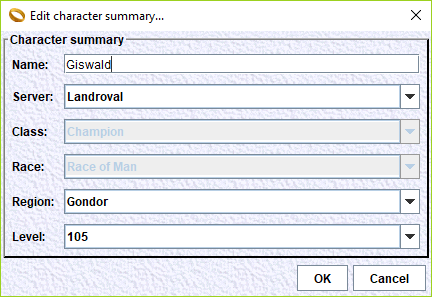 Edit character summary...
Character summary
Name: Giswald
Server: Landroval
Class: Champion
Race: Race of Man
Region: Gondor
Level: 105
OK Cancel